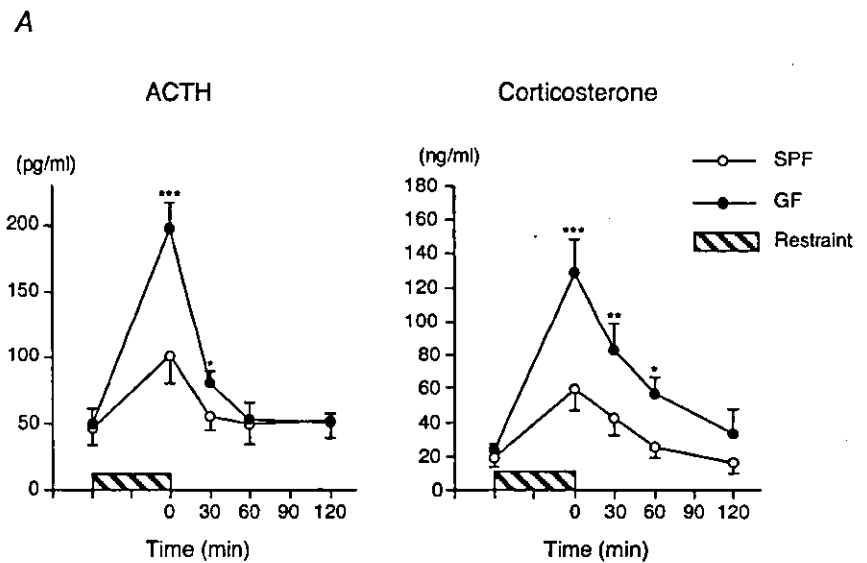 A
ACTH
Corticosterone
(pg/ml)
200
150
100
50
0
***
*
0 30 60 90 120
Time (min)
(ng/ml)
180
160
140
120
100
80
60
40
20
0
***
**
*
0 30 60 90 120
Time (min)
SPF
GF
Restraint